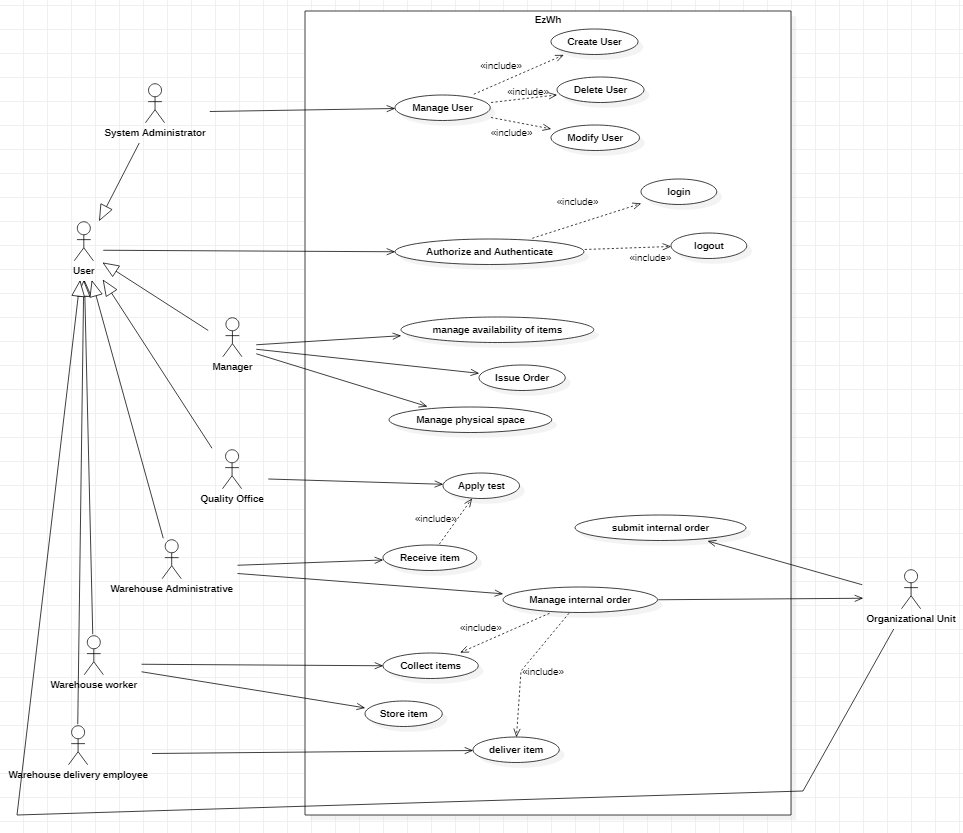 EzWh
Create User
«include»
«include»
Delete User
Manage User
System Administrator
«include»
Modify User
login
«include»
logout
Authorize and Authenticate
«include»
User
manage availability of items
Manager
Issue Order
Manage physical space
Apply test
Quality Office
«include»
submit internal order
Receive item
Warehouse Administrative
Manage internal order
Organizational Unit
«include»
Collect items
«include»
Warehouse worker
Store item
deliver item
Warehouse delivery employee